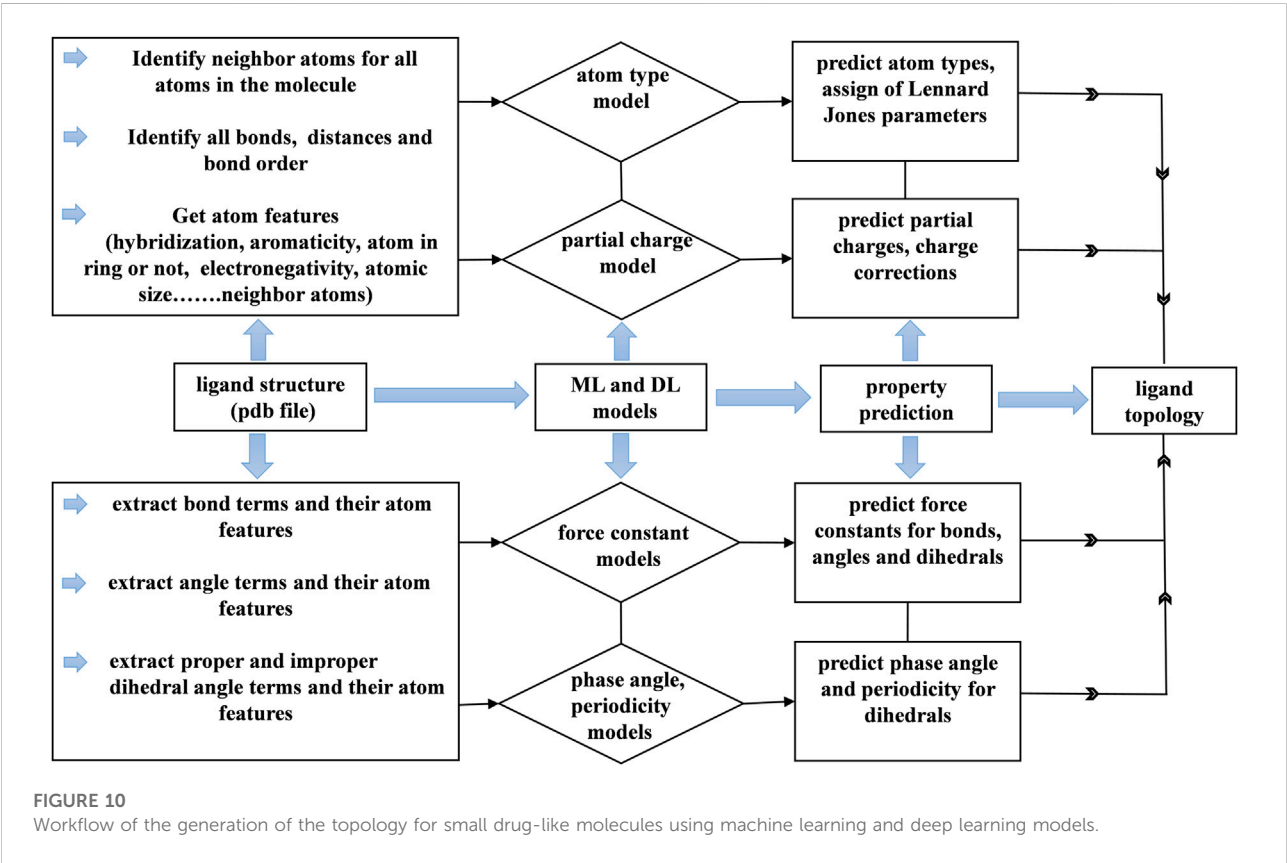 Identify neighbor atoms for all
atoms in the molecule
Identify all bonds, distances and
bond order
Get atom features
(hybridization, aromaticity, atom in
ring or not, electronegativity, atomic
size.......neighbor atoms)
atom type
model
partial charge
model
predict atom types,
assign of Lennard
Jones parameters
predict partial
charges, charge
corrections
ligand structure
(pdb file)
ML and DL
models
property
prediction
ligand
topology
extract bond terms and their atom
features
extract angle terms and their atom
features
extract proper and improper
dihedral angle terms and their atom
features
force constant
models
phase angle,
periodicity
models
predict force
constants for bonds,
angles and dihedrals
predict phase angle
and periodicity for
dihedrals
FIGURE 10
Workflow of the generation of the topology for small drug-like molecules using machine learning and deep learning models.